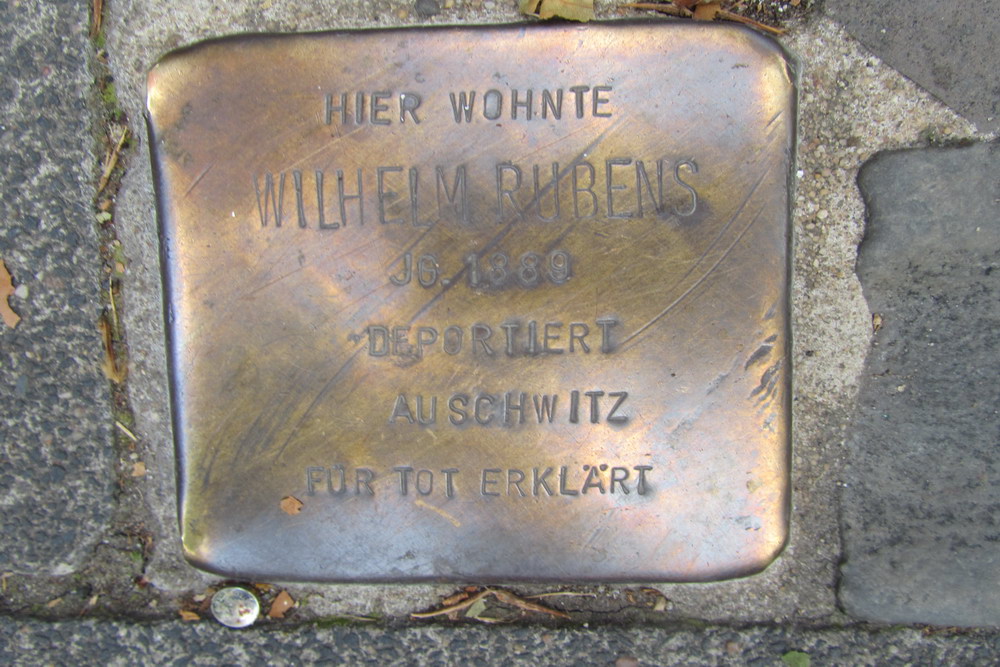 HIER WOHNTE
WILHELM RUBENS
JG. 1889
DEPORTIERT
AUSCHWITZ
FÜR TOT ERKLÄRT